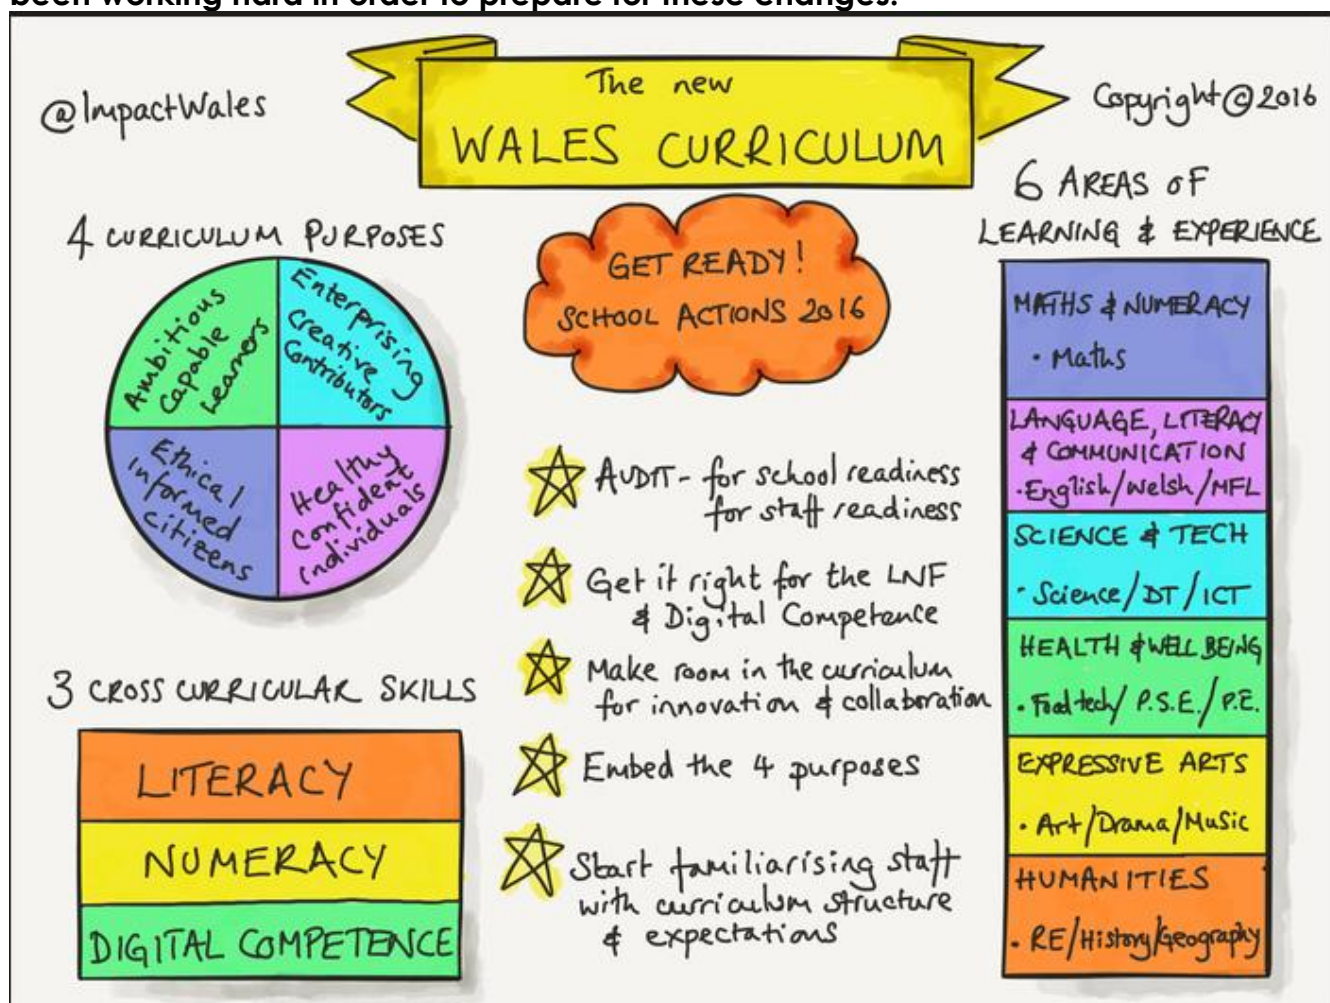 been working hard in order to prepare for these changes.
@ImpactWales
The new
WALES CURRICULUM
Copyright © 2016
4 CURRICULUM PURPOSES
Ambitious
Capable
Learners
Enterprising
Creative
Contributors
Ethical
Informed
citizens
Healthy
Confident
Individuals
3 CROSS CURRICULAR SKILLS
LITERACY
NUMERACY
DIGITAL COMPETENCE
GET READY!
SCHOOL ACTIONS 2016
AUDIT - for school readiness
for staff readiness
Get it right for the LNF
& Digital Competence
Make room in the curriculum
for innovation & collaboration
Embed the 4 purposes
Start familiarising staff
with curriculum structure
& expectations
6 AREAS OF
LEARNING & EXPERIENCE
MATHS & NUMERACY
• Maths
LANGUAGE, LITERACY
& COMMUNICATION
• English/Welsh/MFL
SCIENCE & TECH
• Science/DT/ICT
HEALTH & WELL BEING
• Food tech/P.S.E./P.E.
EXPRESSIVE ARTS
• Art/Drama/Music
HUMANITIES
• RE/History/Geography